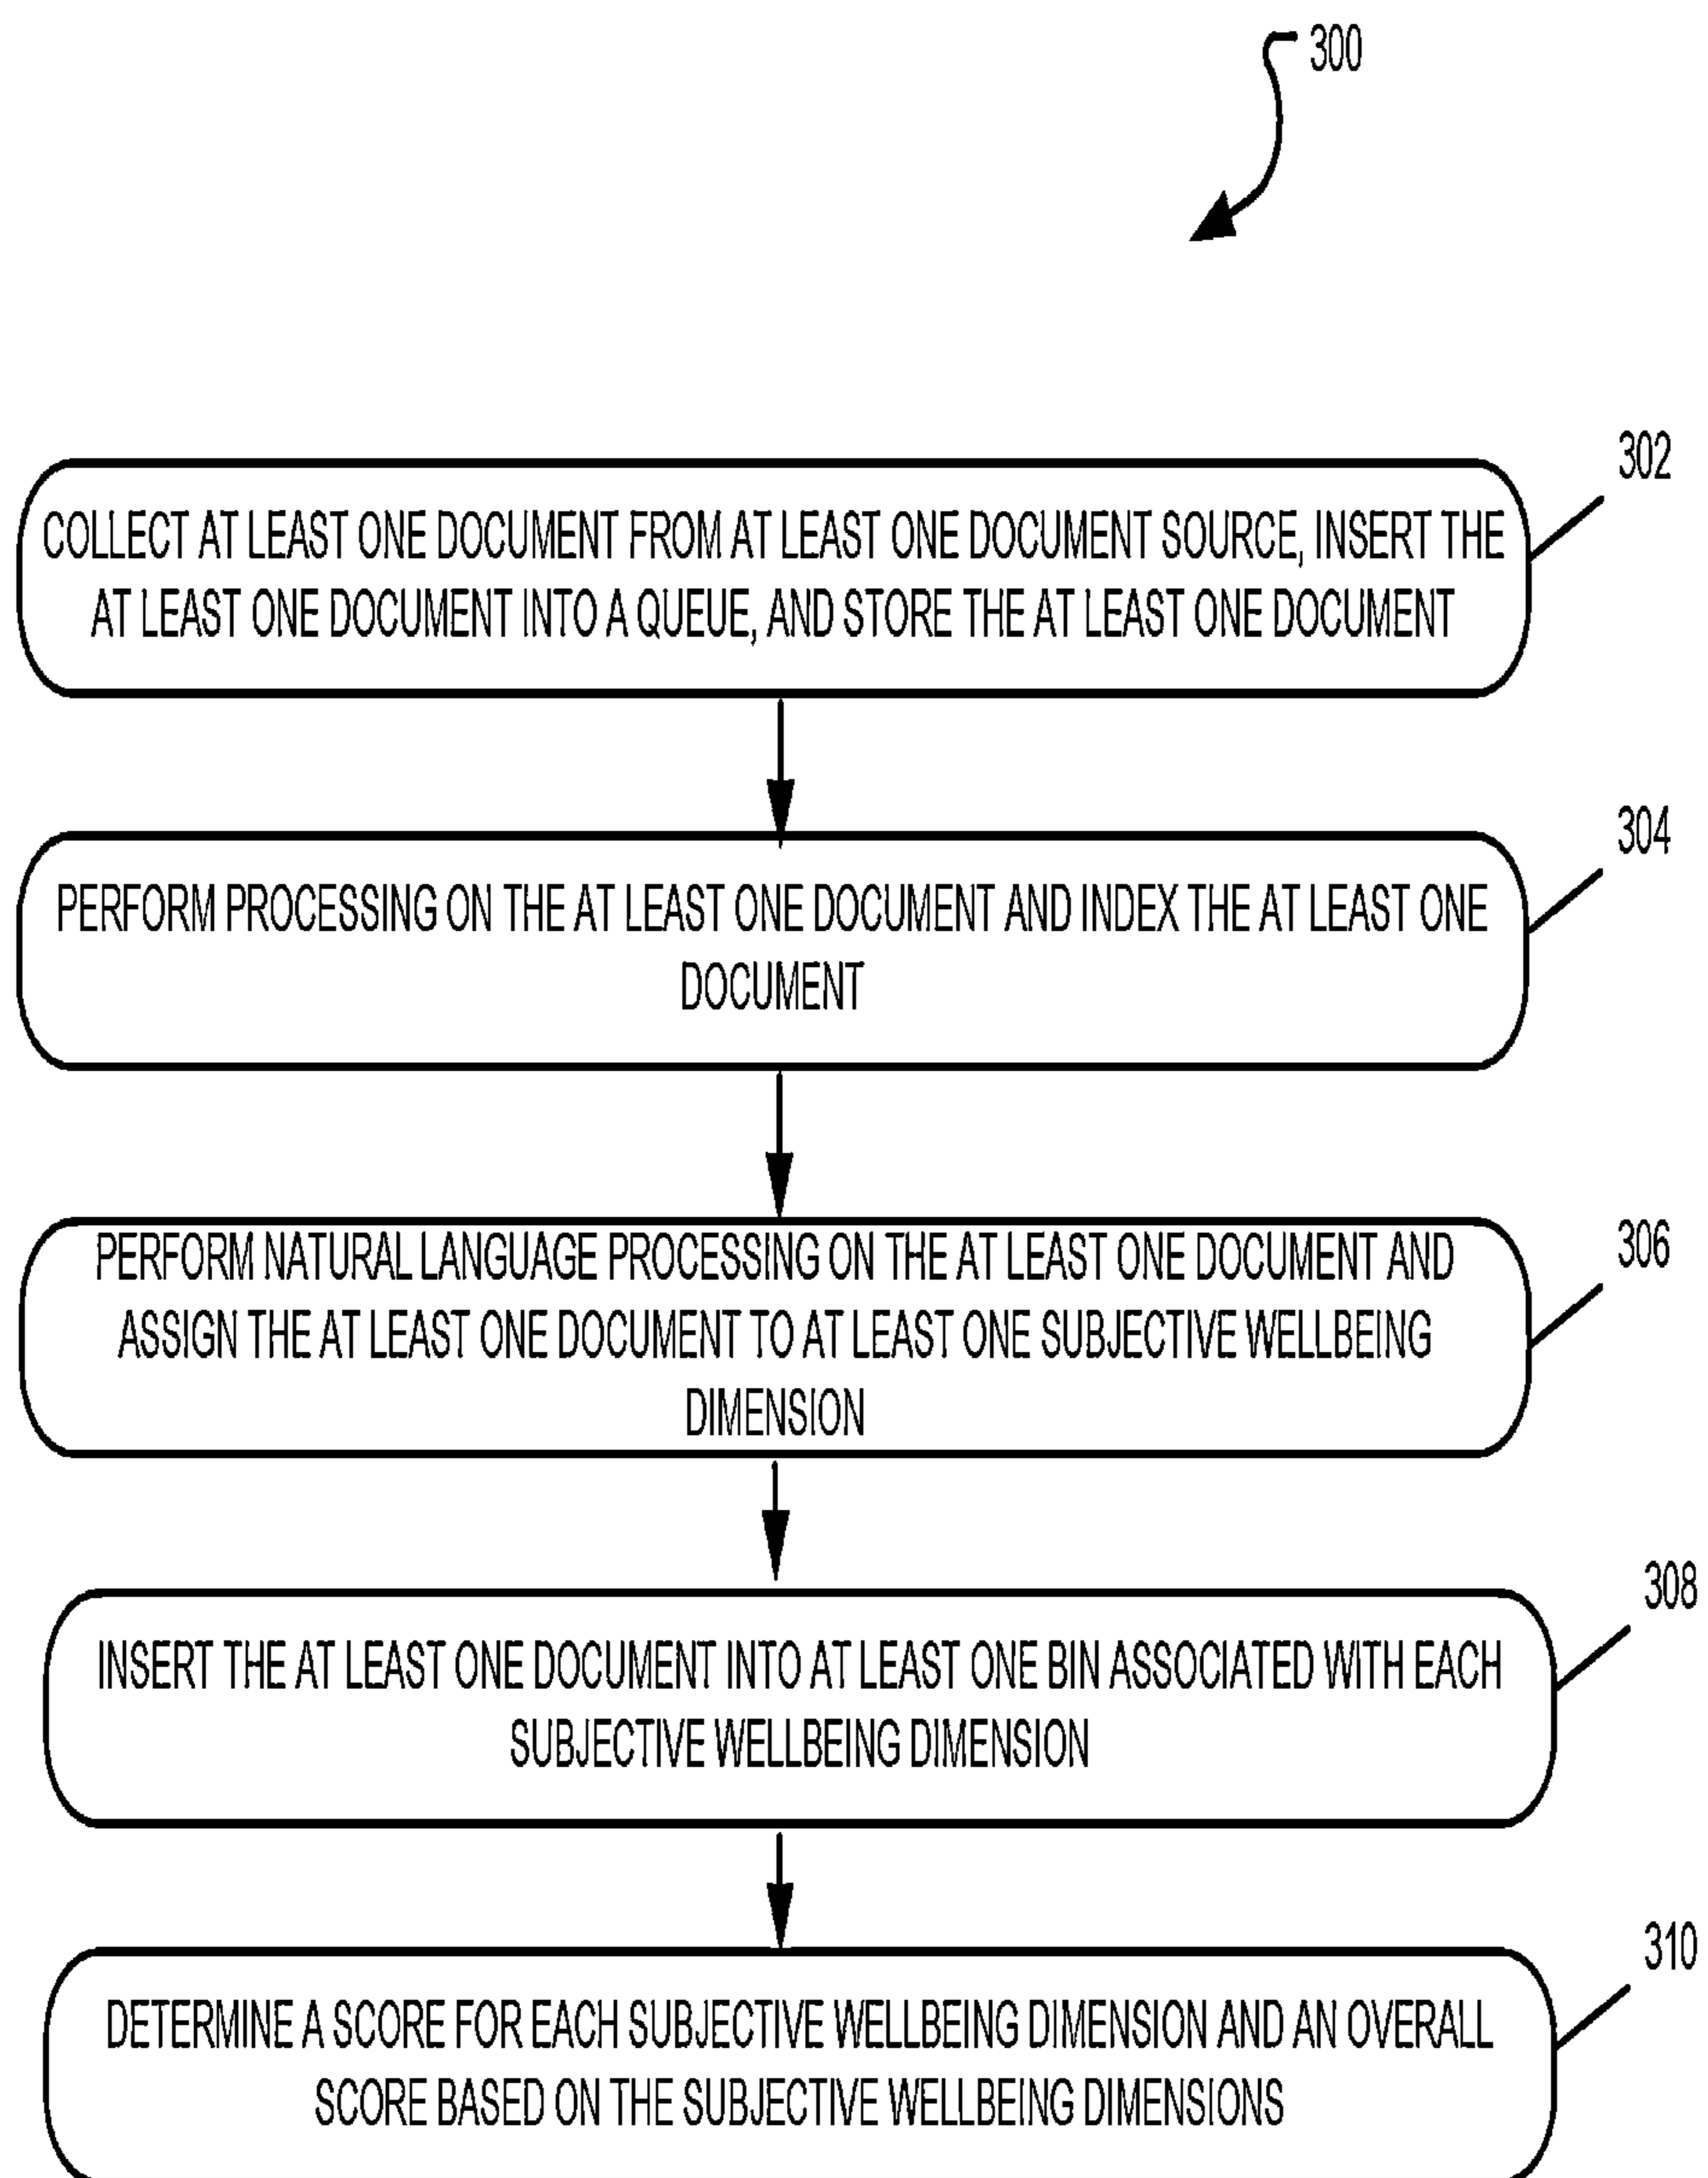 300
302
COLLECT AT LEAST ONE DOCUMENT FROM AT LEAST ONE DOCUMENT SOURCE, INSERT THE
AT LEAST ONE DOCUMENT INTO A QUEUE, AND STORE THE AT LEAST ONE DOCUMENT
304
PERFORM PROCESSING ON THE AT LEAST ONE DOCUMENT AND INDEX THE AT LEAST ONE
DOCUMENT
306
PERFORM NATURAL LANGUAGE PROCESSING ON THE AT LEAST ONE DOCUMENT AND
ASSIGN THE AT LEAST ONE DOCUMENT TO AT LEAST ONE SUBJECTIVE WELLBEING
DIMENSION
308
INSERT THE AT LEAST ONE DOCUMENT INTO AT LEAST ONE BIN ASSOCIATED WITH EACH
SUBJECTIVE WELLBEING DIMENSION
310
DETERMINE A SCORE FOR EACH SUBJECTIVE WELLBEING DIMENSION AND AN OVERALL
SCORE BASED ON THE SUBJECTIVE WELLBEING DIMENSIONS